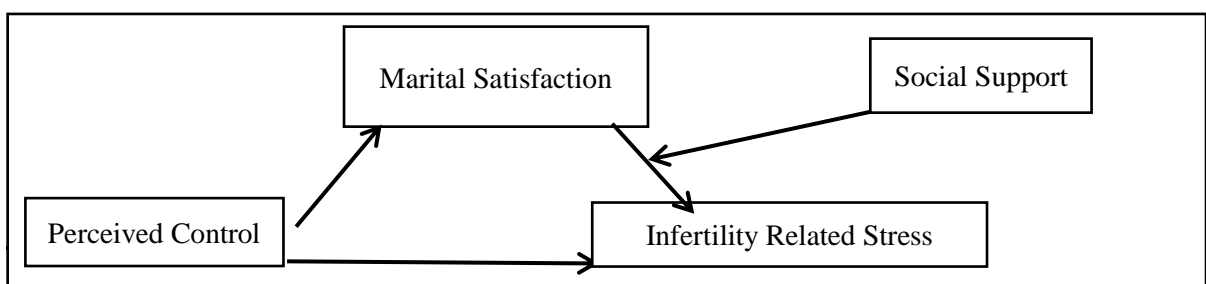 Marital Satisfaction
Social Support
Perceived Control
Infertility Related Stress